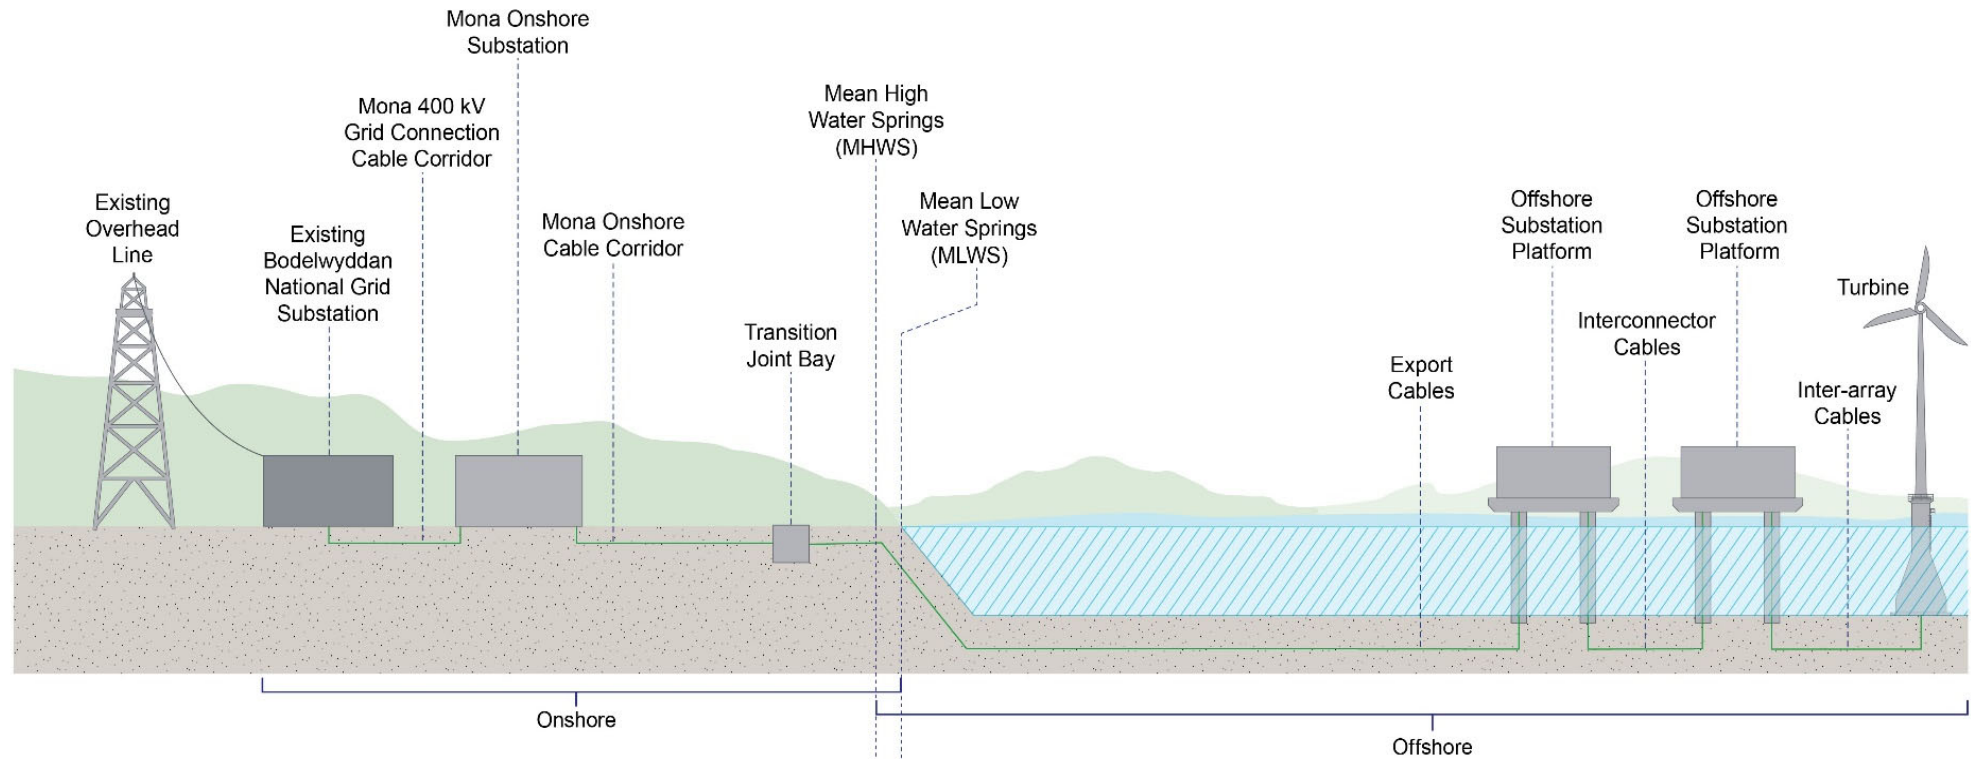 Mona Onshore
Substation
Mona 400 kV
Grid Connection
Cable Corridor
Mean High
Water Springs
(MHWS)
Existing
Overhead
Line
Existing
Bodelwyddan
National Grid
Substation
Mona Onshore
Cable Corridor
Mean Low
Water Springs
(MLWS)
Offshore
Substation
Platform
Offshore
Substation
Platform
Turbine
Transition
Joint Bay
Interconnector
Cables
Export
Cables
Inter-array
Cables
Onshore
Offshore